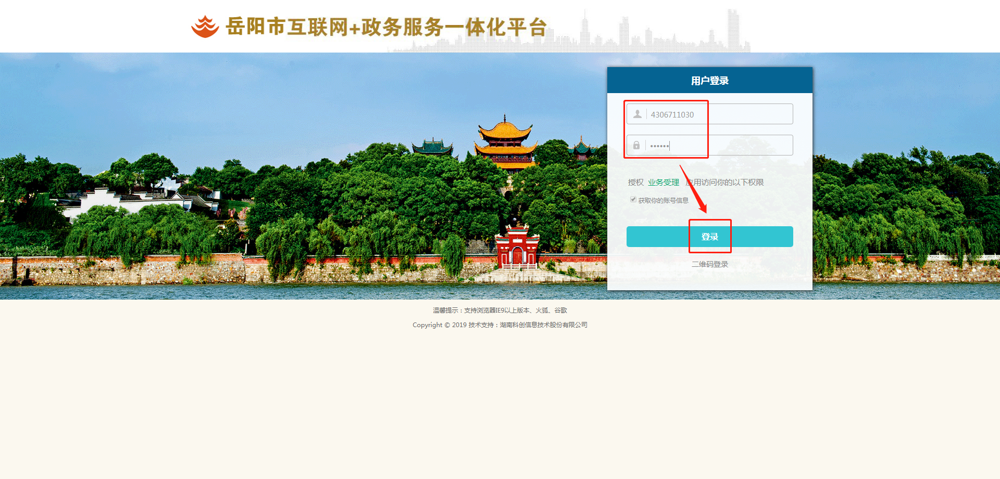 岳阳市互联网+政务服务一体化平台
用户登录
4306711030
••••••
授权 业务受理 应用访问你的以下权限
获取你的账号信息
登录
二维码登录
温馨提示：支持浏览器IE9以上版本、火狐、谷歌
Copyright © 2019 技术支持：湖南科创信息技术股份有限公司